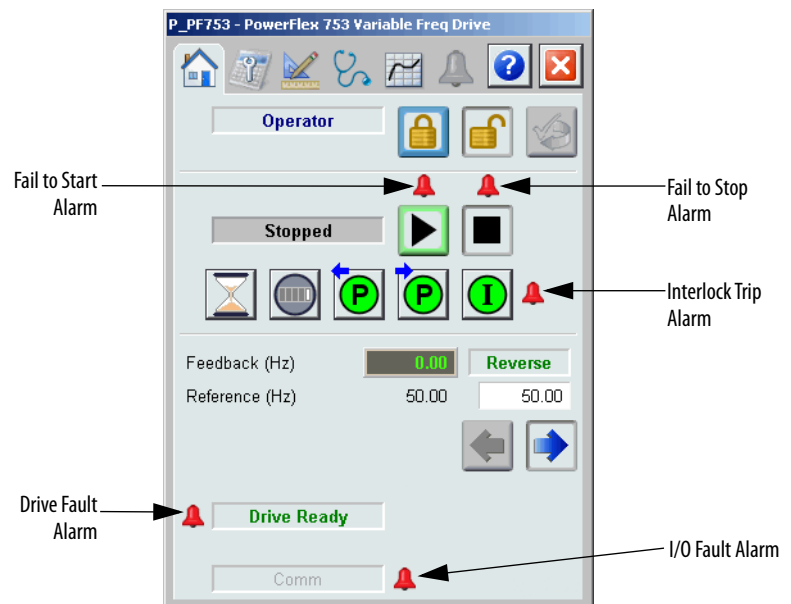 P_PF753 - PowerFlex 753 Variable Freq Drive
?
Operator
Fail to Start
Alarm
Fail to Stop
Alarm
Stopped
P
P
I
Interlock Trip
Alarm
Feedback (Hz) 0.00 Reverse
Reference (Hz) 50.00 50.00
Drive Fault
Alarm
Drive Ready
I/O Fault Alarm
Comm